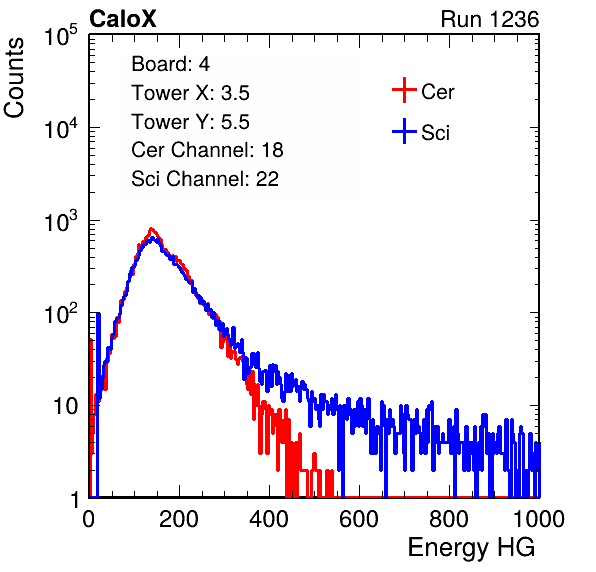 CaloX Run 1236
Counts
10^5
10^4
10^3
10^2
10
1
Board: 4
Tower X: 3.5
Tower Y: 5.5
Cer Channel: 18
Sci Channel: 22
Cer
Sci
0 200 400 600 800 1000
Energy HG